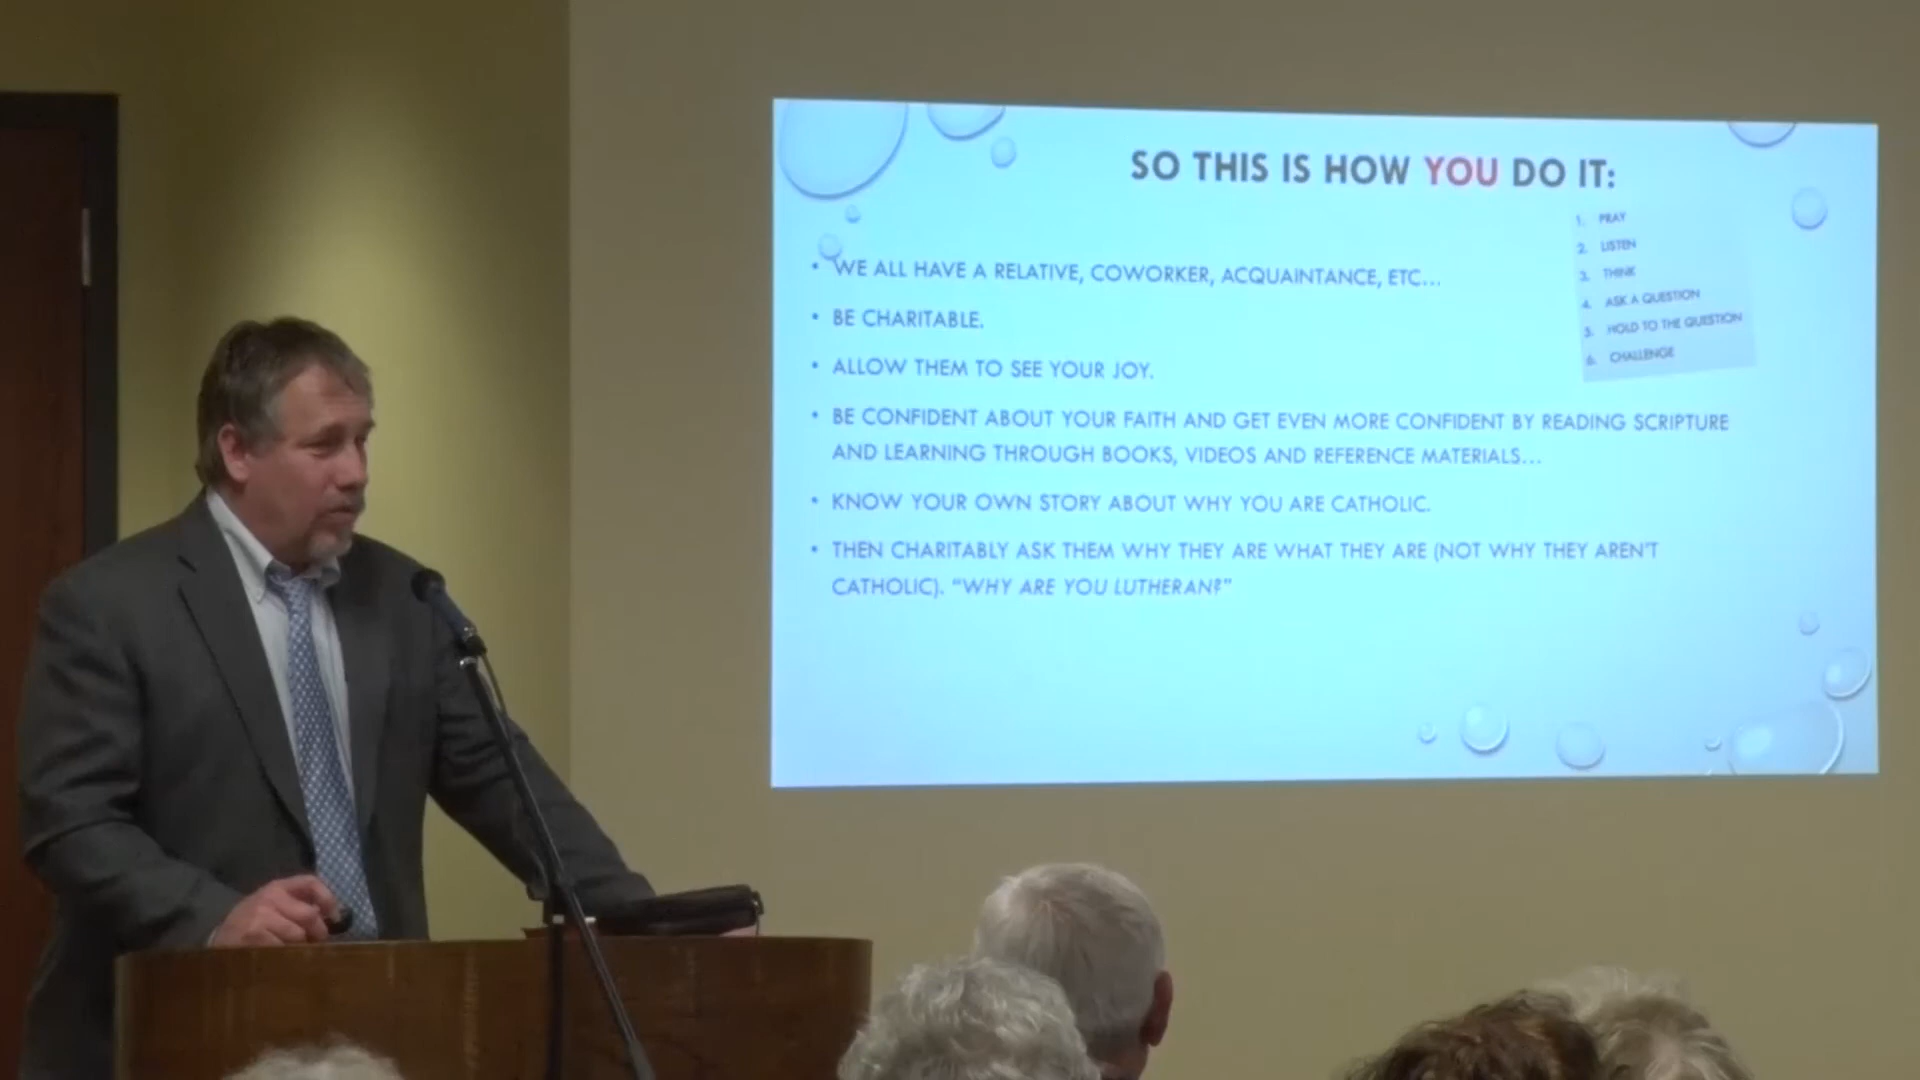 SO THIS IS HOW YOU DO IT:
1. PRAY
2. LISTEN
3. THINK
4. ASK A QUESTION
5. HOLD TO THE QUESTION
6. CHALLENGE
• WE ALL HAVE A RELATIVE, COWORKER, ACQUAINTANCE, ETC...
• BE CHARITABLE.
• ALLOW THEM TO SEE YOUR JOY.
• BE CONFIDENT ABOUT YOUR FAITH AND GET EVEN MORE CONFIDENT BY READING SCRIPTURE
AND LEARNING THROUGH BOOKS, VIDEOS AND REFERENCE MATERIALS...
• KNOW YOUR OWN STORY ABOUT WHY YOU ARE CATHOLIC.
• THEN CHARITABLY ASK THEM WHY THEY ARE WHAT THEY ARE (NOT WHY THEY AREN'T
CATHOLIC). "WHY ARE YOU LUTHERAN?"